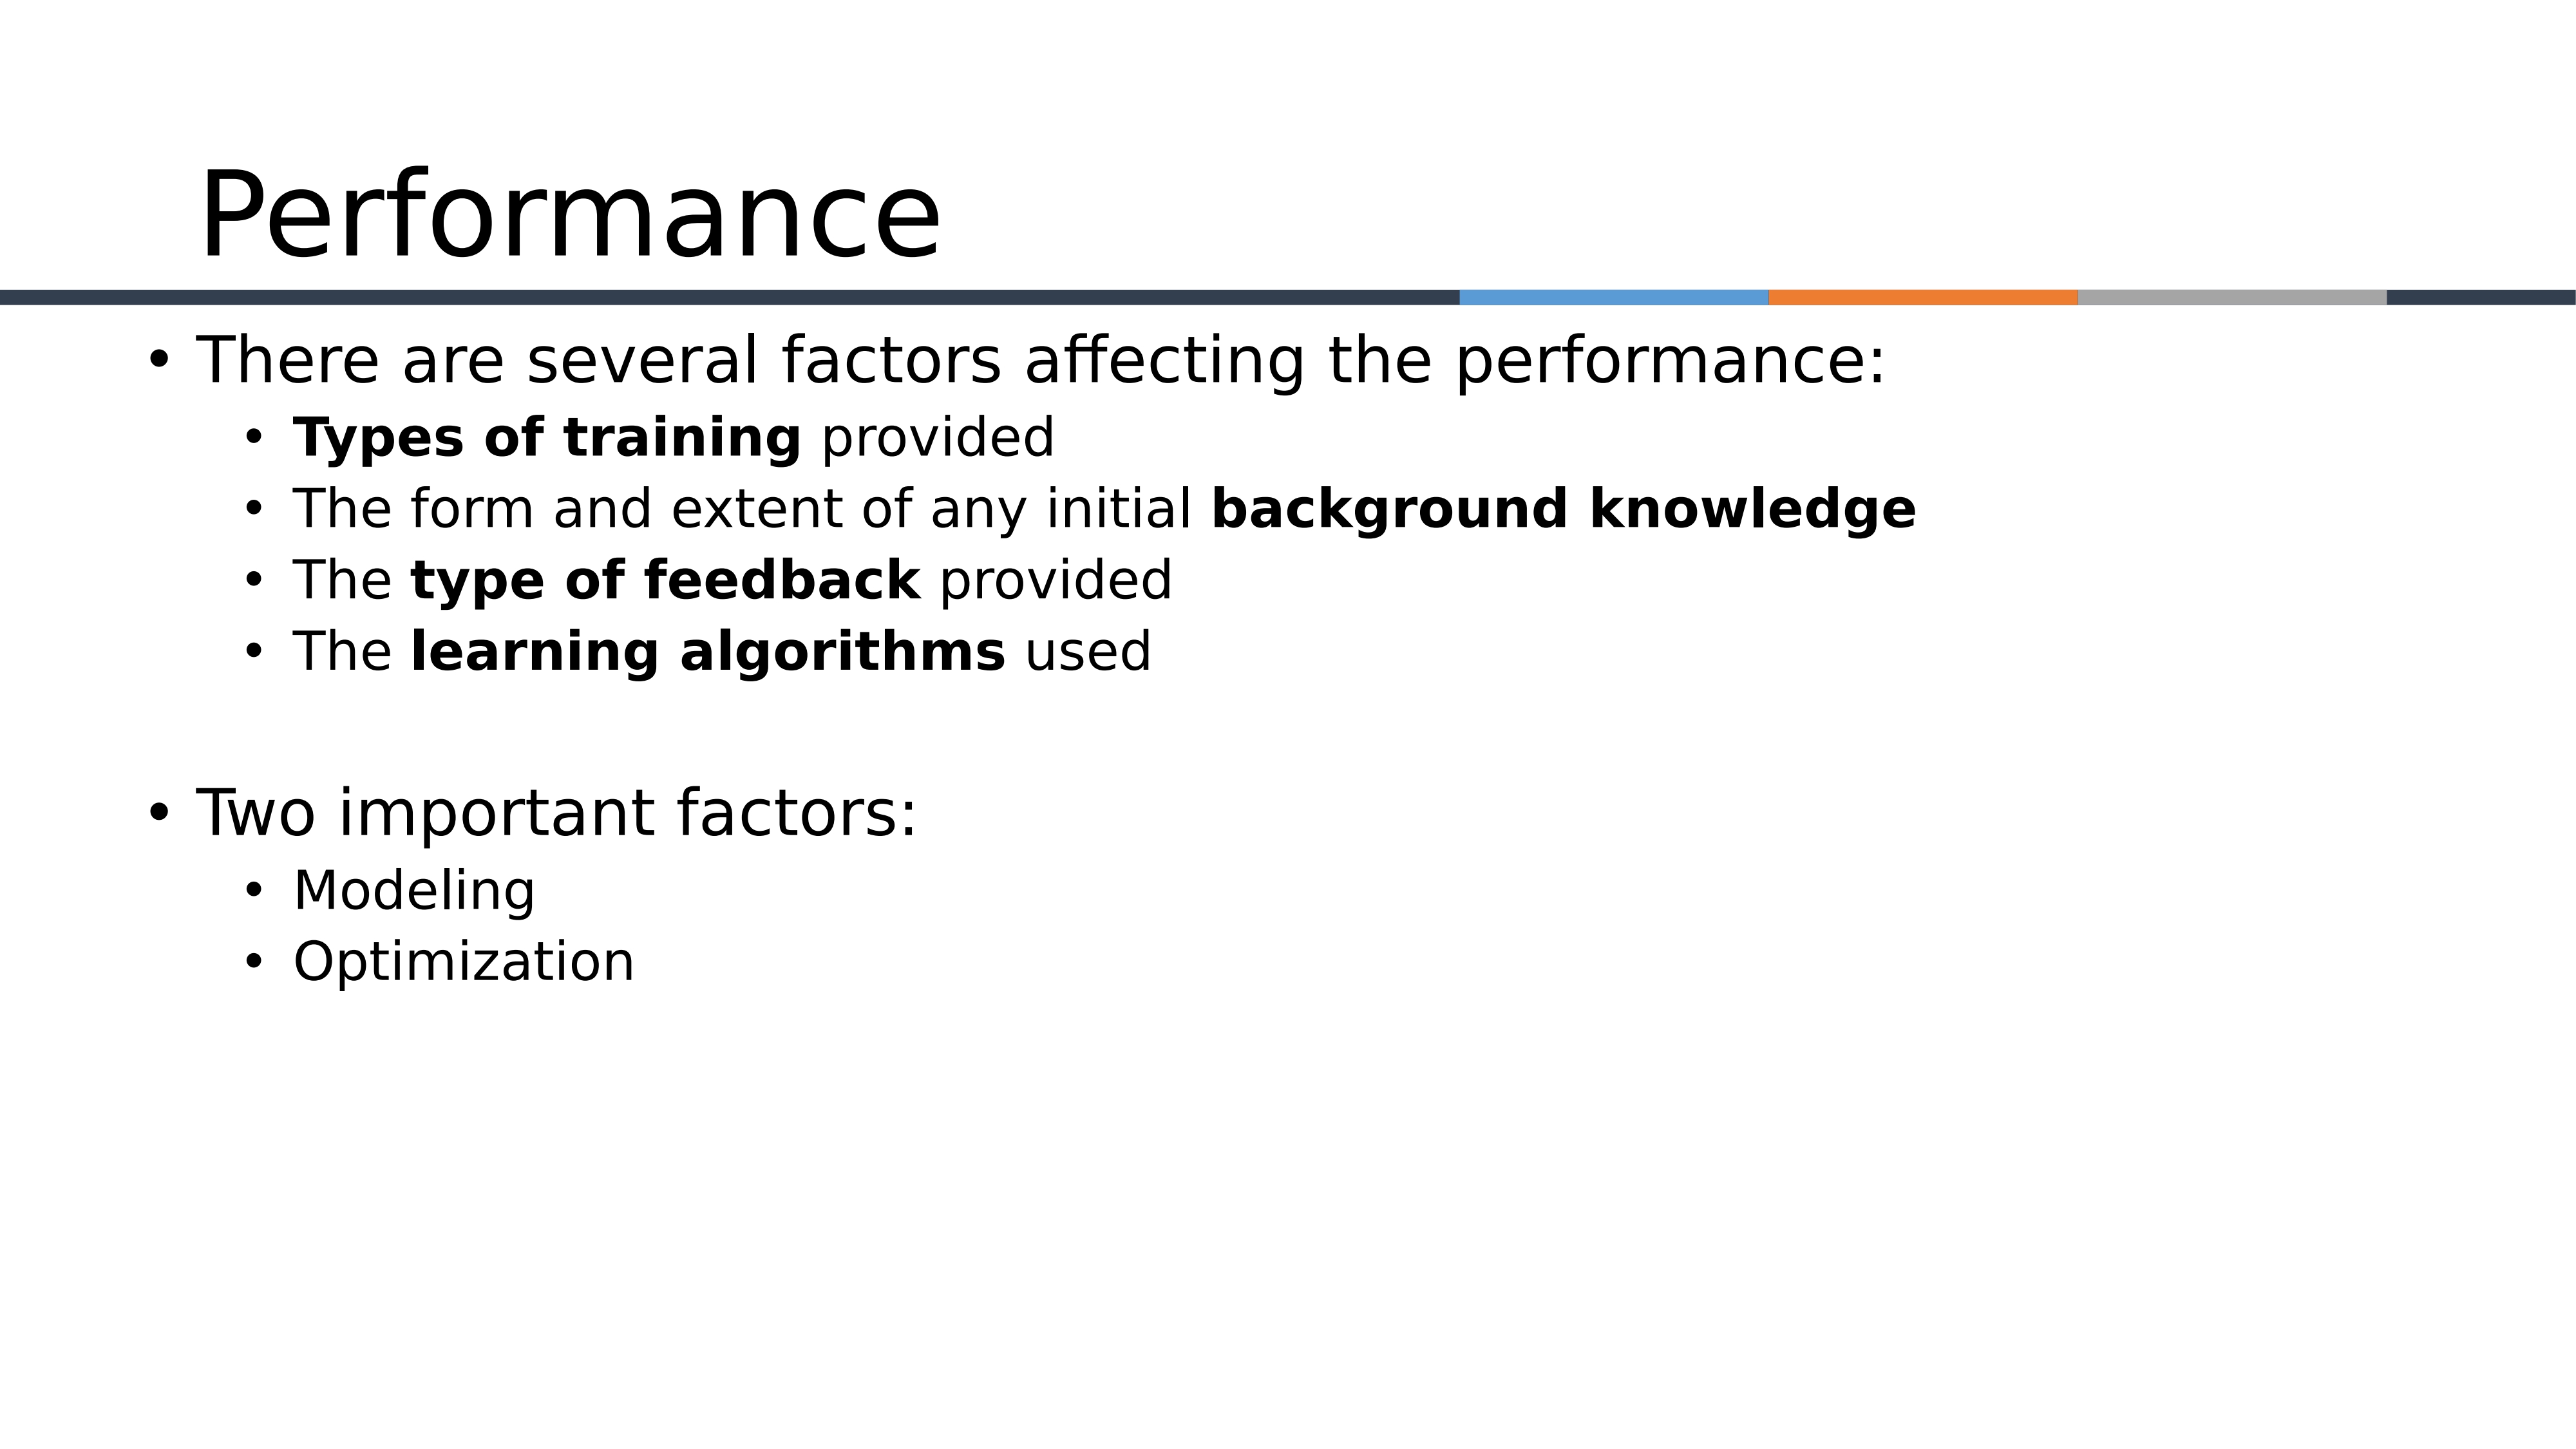 Performance
• There are several factors affecting the performance:
• Types of training provided
• The form and extent of any initial background knowledge
• The type of feedback provided
• The learning algorithms used
• Two important factors:
• Modeling
• Optimization